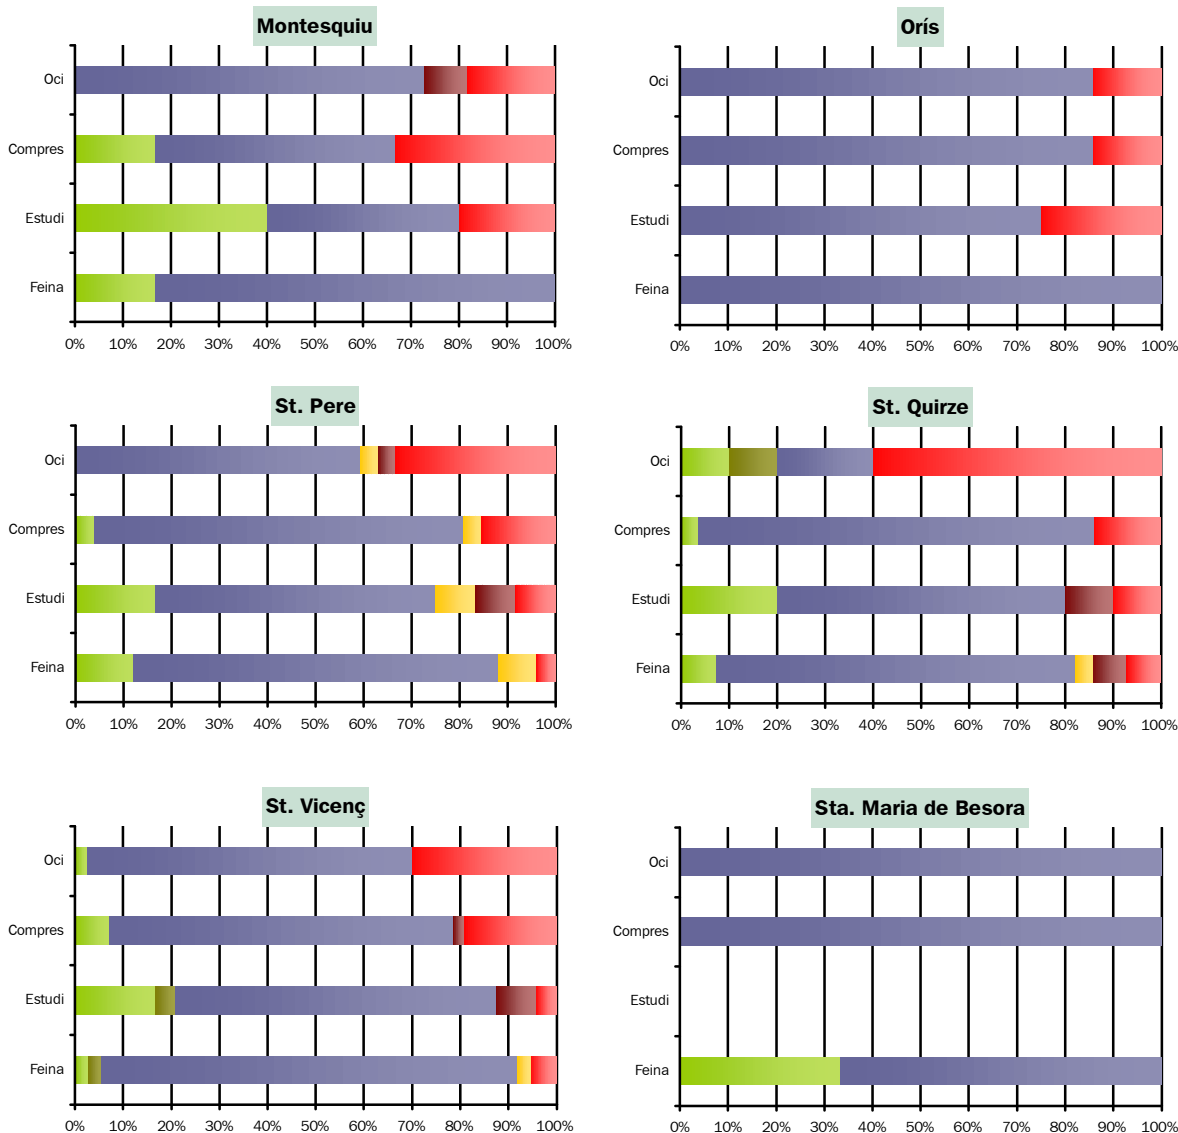 Montesquiu
Oci
Compres
Estudi
Feina
0% 10% 20% 30% 40% 50% 60% 70% 80% 90% 100%
Orís
Oci
Compres
Estudi
Feina
0% 10% 20% 30% 40% 50% 60% 70% 80% 90% 100%
St. Pere
Oci
Compres
Estudi
Feina
0% 10% 20% 30% 40% 50% 60% 70% 80% 90% 100%
St. Quirze
Oci
Compres
Estudi
Feina
0% 10% 20% 30% 40% 50% 60% 70% 80% 90% 100%
St. Vicenç
Oci
Compres
Estudi
Feina
0% 10% 20% 30% 40% 50% 60% 70% 80% 90% 100%
Sta. Maria de Besora
Oci
Compres
Estudi
Feina
0% 10% 20% 30% 40% 50% 60% 70% 80% 90% 100%